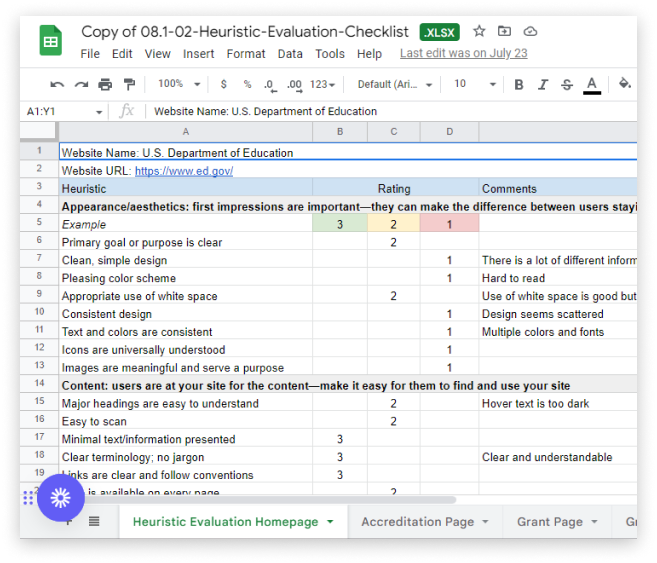 Copy of 08.1-02-Heuristic-Evaluation-Checklist .XLSX
File Edit View Insert Format Data Tools Help Last edit was on July 23
100% $ % .0 .00 123 Default (Ari... 10 B I S A
A1:Y1 fx Website Name: U.S. Department of Education
A B C D
1 Website Name: U.S. Department of Education
2 Website URL: https://www.ed.gov/
3 Heuristic Rating Comments
4 Appearance/aesthetics: first impressions are important—they can make the difference between users stayi
5 Example 3 2 1
6 Primary goal or purpose is clear 2
7 Clean, simple design 1 There is a lot of different inform
8 Pleasing color scheme 1 Hard to read
9 Appropriate use of white space 2 Use of white space is good but
10 Consistent design 1 Design seems scattered
11 Text and colors are consistent 1 Multiple colors and fonts
12 Icons are universally understood 1
13 Images are meaningful and serve a purpose 1
14 Content: users are at your site for the content—make it easy for them to find and use your site
15 Major headings are easy to understand 2 Hover text is too dark
16 Easy to scan 2
17 Minimal text/information presented 3
18 Clear terminology; no jargon 3 Clear and understandable
19 Links are clear and follow conventions 3
is available on every page 2
Heuristic Evaluation Homepage Accreditation Page Grant Page